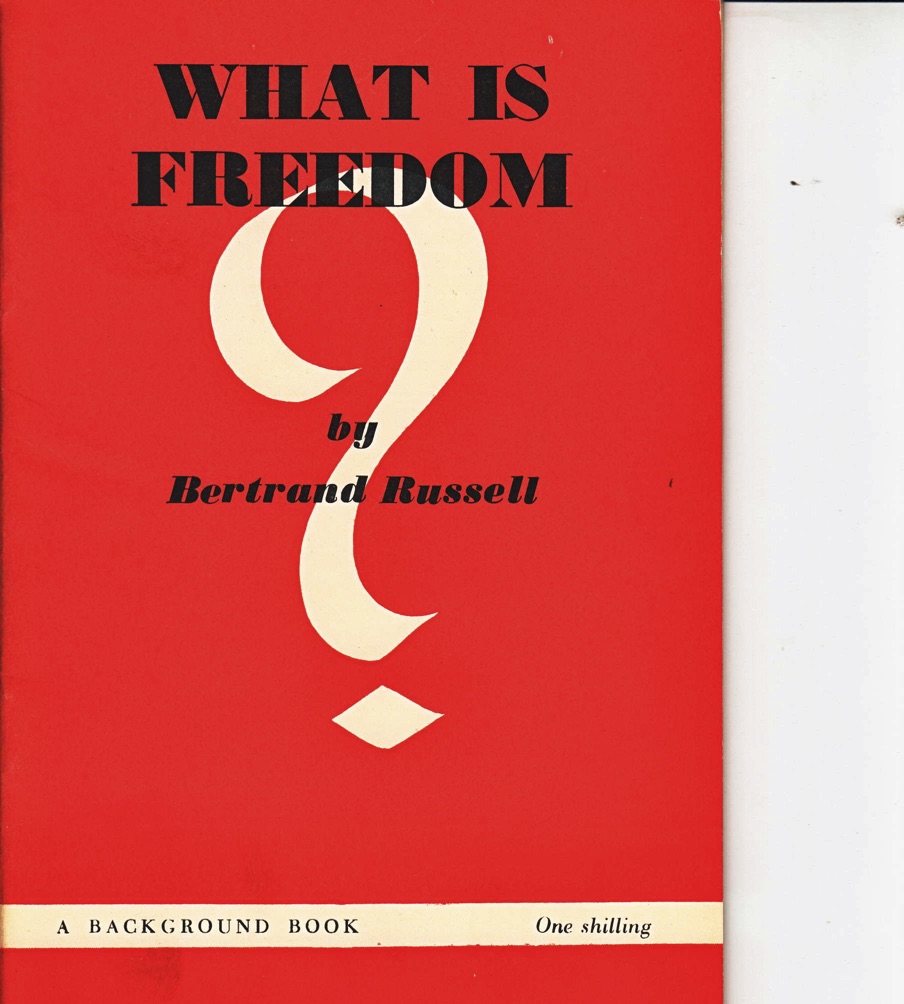 WHAT IS
FREEDOM
?
by
Bertrand Russell
A BACKGROUND BOOK One shilling